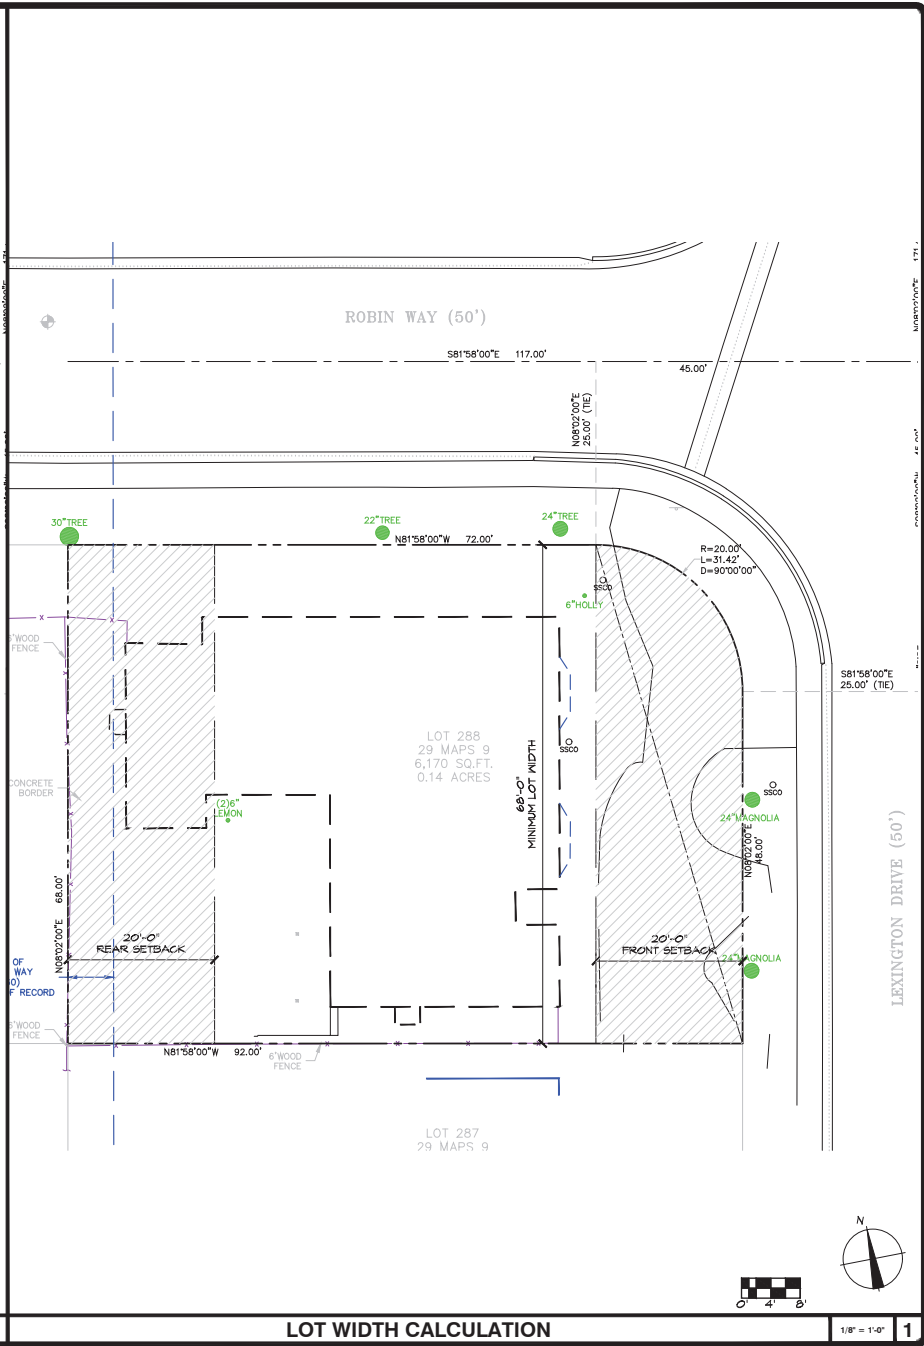 ROBIN WAY (50')
S81°58'00"E 117.00'
45.00'
N08°02'00"E
25.00' (TIE)
30"TREE
22"TREE
24"TREE
N81°58'00"W 72.00'
R=20.00'
L=31.42'
D=90°00'00"
SSCO
6"HOLLY
WOOD
FENCE
S81°58'00"E
25.00' (TIE)
LOT 288
29 MAPS 9
6,170 SQ.FT.
0.14 ACRES
SSCO
68'-0"
MINIMUM LOT WIDTH
CONCRETE
BORDER
(2)6"
LEMON
SSCO
24"MAGNOLIA
N08°02'00"E
48.00'
LEXINGTON DRIVE (50')
N08°02'00"E 68.00'
20'-0"
REAR SETBACK
20'-0"
FRONT SETBACK
24"MAGNOLIA
OF
WAY
F RECORD
WOOD
FENCE
N81°58'00"W 92.00'
6'WOOD
FENCE
LOT 287
29 MAPS 9
N
0' 4' 8'
LOT WIDTH CALCULATION
1/8" = 1'-0"
1